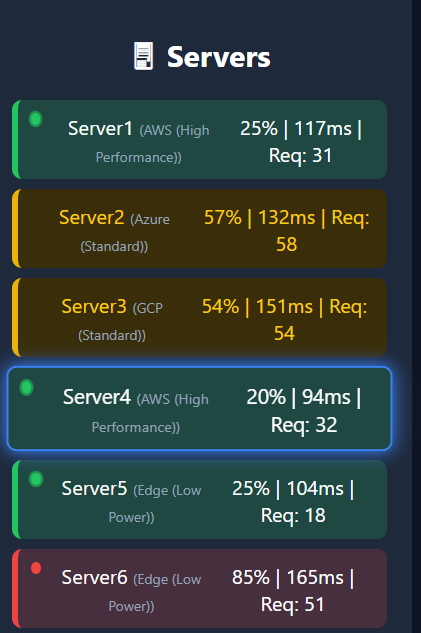 Servers
Server1 (AWS (High Performance)) 25% | 117ms | Req: 31
Server2 (Azure (Standard)) 57% | 132ms | Req: 58
Server3 (GCP (Standard)) 54% | 151ms | Req: 54
Server4 (AWS (High Performance)) 20% | 94ms | Req: 32
Server5 (Edge (Low Power)) 25% | 104ms | Req: 18
Server6 (Edge (Low Power)) 85% | 165ms | Req: 51